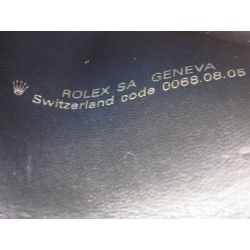 ROLEX SA GENEVA
Switzerland code 0068.08.05